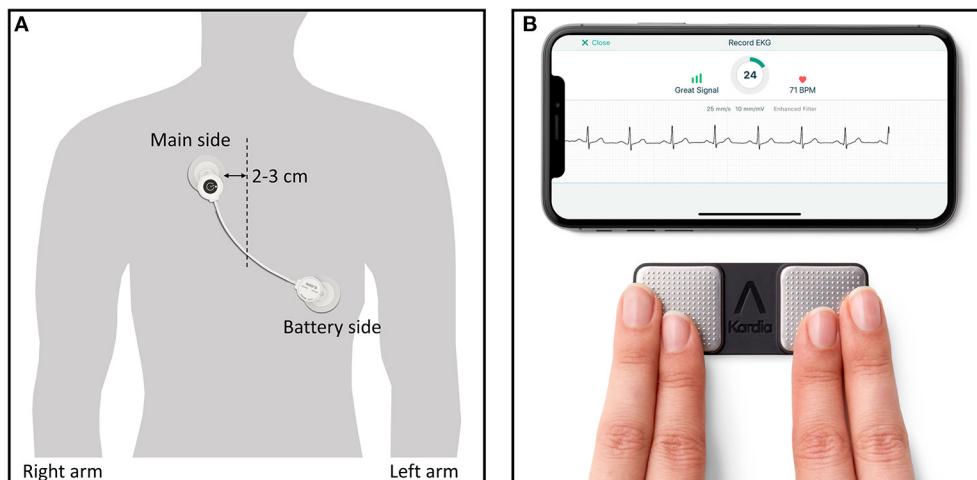 A
Main side
2-3 cm
Battery side
Right arm
Left arm
B
Close
Record EKG
24
Great Signal
71 BPM
25 mm/s 10 mm/mV Enhanced Filter
Kardia